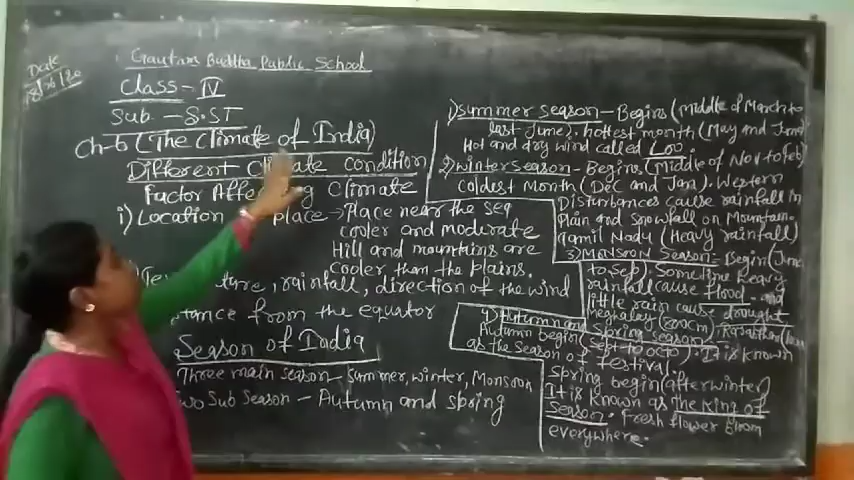 Date
18/10/20
Gautam Buddha Public School
Class - IV
Sub - S.ST
Ch-6 (The Climate of India)
Different Climate condition
Factor Affecting Climate
i) Location place → Place near the sea
cooler and moderate
Hill and mountains are
cooler than the plains.
rainfall, direction of the wind
from the equator
Season of India
Three main season - Summer, winter, Monsoon
Two Sub Season - Autumn and spring
1) Summer season - Begins (Middle of March to
last June). hottest month (May and June)
Hot and dry wind called Loo
2) winter season - Begins (Middle of Nov to Feb)
coldest Month (Dec and Jan). Western
Disturbances cause rainfall in
Plain and Snowfall on Mountain.
Tamil Nadu (Heavy rainfall)
3) Monsoon Season - Begin (June
to Sep). Sometime heavy
rainfall cause flood and
little rain cause drought
Meghalay
4) Autumn and
Spring season -
Autumn begin (Sept to Octo). It is known
as the Season of festival.
Spring begin (after winter)
It is known as the King of
Season. Fresh flower bloom
everywhere.